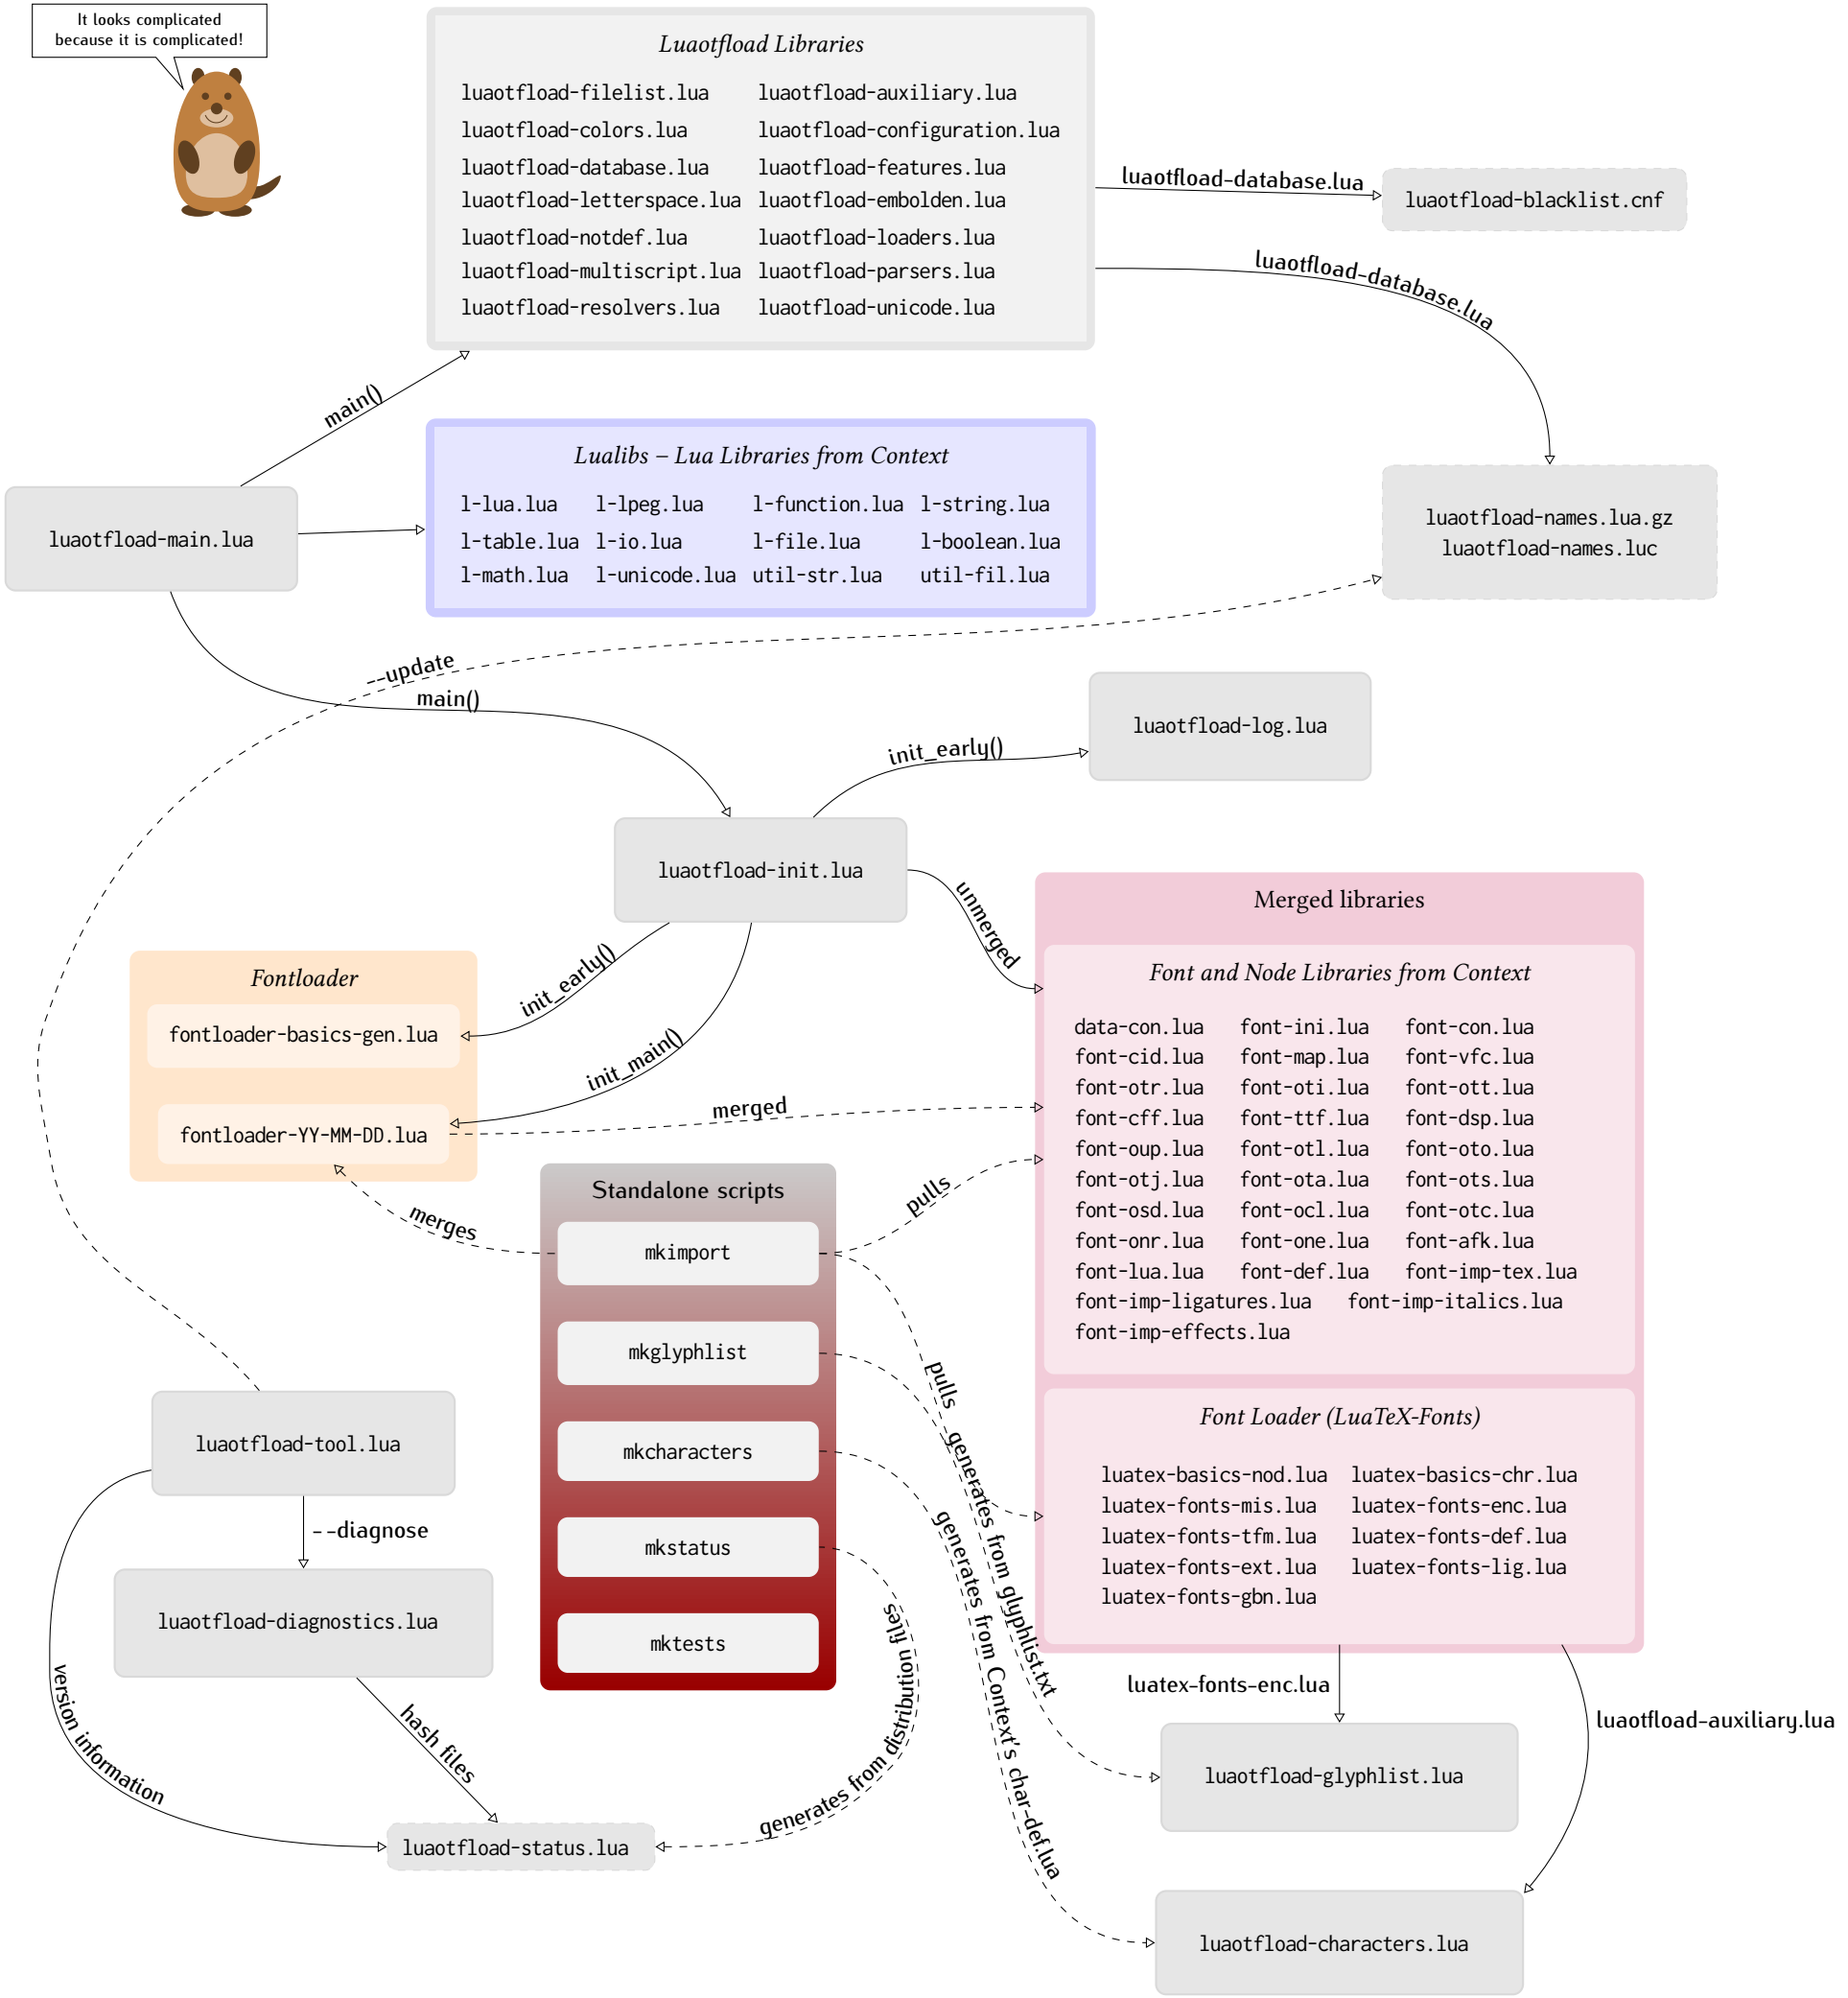 It looks complicated
because it is complicated!
Luaotfload Libraries
luaotfload-filelist.lua luaotfload-auxiliary.lua
luaotfload-colors.lua luaotfload-configuration.lua
luaotfload-database.lua luaotfload-features.lua
luaotfload-letterspace.lua luaotfload-embolden.lua
luaotfload-notdef.lua luaotfload-loaders.lua
luaotfload-multiscript.lua luaotfload-parsers.lua
luaotfload-resolvers.lua luaotfload-unicode.lua
luaotfload-database.lua
luaotfload-blacklist.cnf
luaotfload-database.lua
main()
Lualibs – Lua Libraries from Context
l-lua.lua l-lpeg.lua l-function.lua l-string.lua
l-table.lua l-io.lua l-file.lua l-boolean.lua
l-math.lua l-unicode.lua util-str.lua util-fil.lua
luaotfload-main.lua
luaotfload-names.lua.gz
luaotfload-names.luc
--update
main()
luaotfload-log.lua
init_early()
luaotfload-init.lua
unmerged
Merged libraries
Font and Node Libraries from Context
data-con.lua font-ini.lua font-con.lua
font-cid.lua font-map.lua font-vfc.lua
font-otr.lua font-oti.lua font-ott.lua
font-cff.lua font-ttf.lua font-dsp.lua
font-oup.lua font-otl.lua font-oto.lua
font-otj.lua font-ota.lua font-ots.lua
font-osd.lua font-ocl.lua font-otc.lua
font-onr.lua font-one.lua font-afk.lua
font-lua.lua font-def.lua font-imp-tex.lua
font-imp-ligatures.lua font-imp-italics.lua
font-imp-effects.lua
Fontloader
init_early()
fontloader-basics-gen.lua
init_main()
fontloader-YY-MM-DD.lua
merged
merges
Standalone scripts
mkimport
mkglyphlist
mkcharacters
mkstatus
mktests
pulls
pulls
generates from glyphlist.txt
generates from Context's char-def.lua
generates from distribution files
Font Loader (LuaTeX-Fonts)
luatex-basics-nod.lua luatex-basics-chr.lua
luatex-fonts-mis.lua luatex-fonts-enc.lua
luatex-fonts-tfm.lua luatex-fonts-def.lua
luatex-fonts-ext.lua luatex-fonts-lig.lua
luatex-fonts-gbn.lua
luaotfload-tool.lua
--diagnose
luaotfload-diagnostics.lua
version information
hash files
luaotfload-status.lua
luatex-fonts-enc.lua
luaotfload-auxiliary.lua
luaotfload-glyphlist.lua
luaotfload-characters.lua